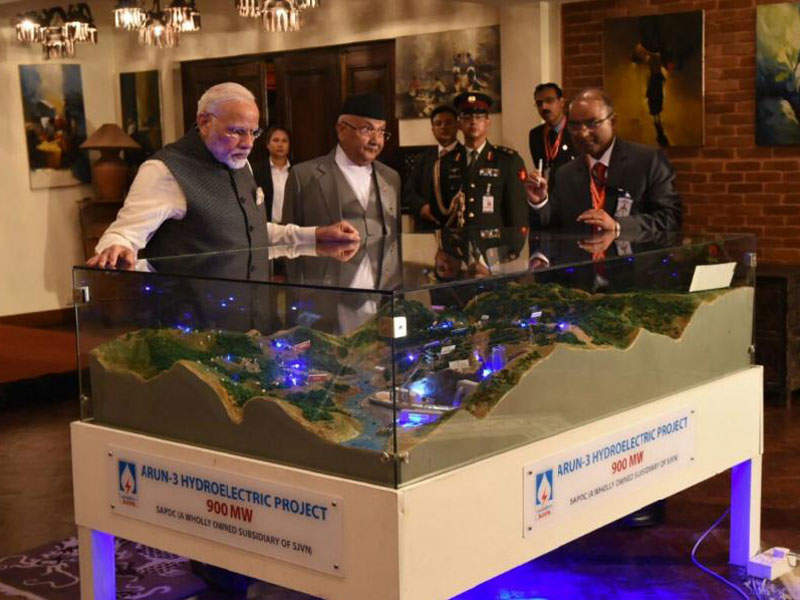 ARUN-3 HYDROELECTRIC PROJECT
900 MW
SAPDC (A WHOLLY OWNED SUBSIDIARY OF SJVN)
ARUN-3 HYDROELECTRIC PROJECT
900 MW
SAPDC (A WHOLLY OWNED SUBSIDIARY OF SJVN)